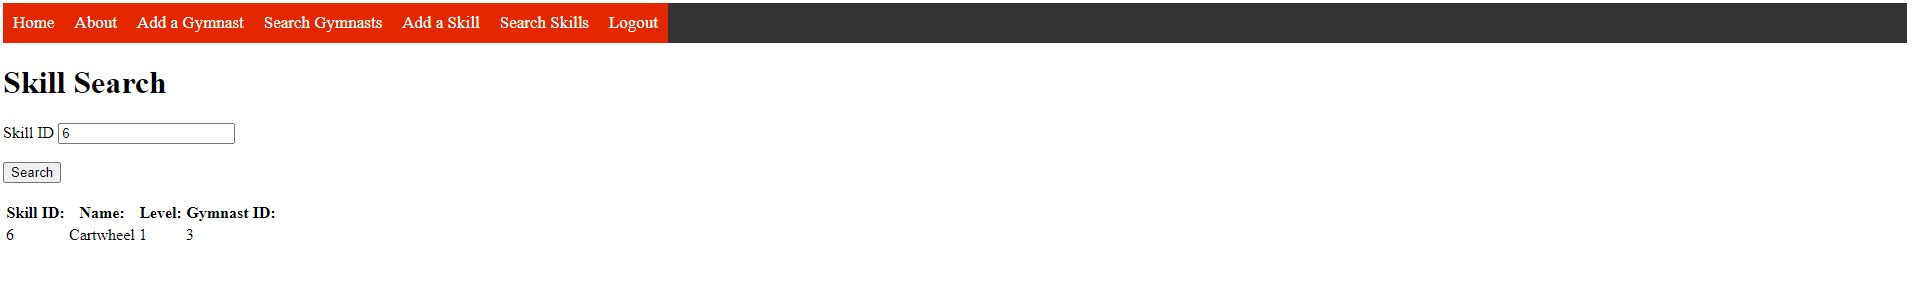 Home About Add a Gymnast Search Gymnasts Add a Skill Search Skills Logout
Skill Search
Skill ID 6
Search
Skill ID: Name: Level: Gymnast ID:
6 Cartwheel 1 3